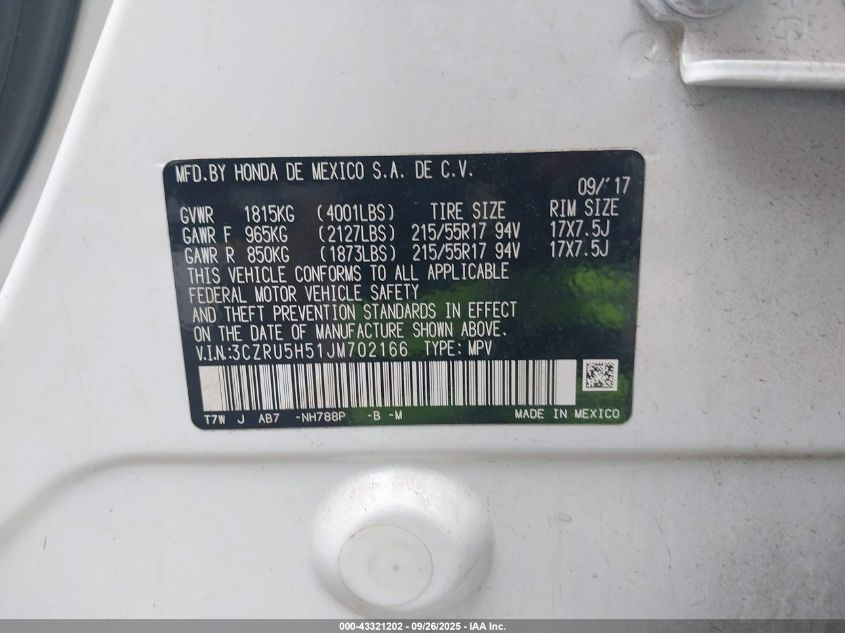 MFD.BY HONDA DE MEXICO S.A. DE C.V.
09/'17
GVWR 1815KG (4001LBS) TIRE SIZE RIM SIZE
GAWR F 965KG (2127LBS) 215/55R17 94V 17X7.5J
GAWR R 850KG (1873LBS) 215/55R17 94V 17X7.5J
THIS VEHICLE CONFORMS TO ALL APPLICABLE
FEDERAL MOTOR VEHICLE SAFETY
AND THEFT PREVENTION STANDARDS IN EFFECT
ON THE DATE OF MANUFACTURE SHOWN ABOVE.
V.I.N:3CZRU5H51JM702166 TYPE: MPV
T7W J AB7 -NH788P -B -M MADE IN MEXICO
000-43321202 - 09/26/2025 - IAA Inc.